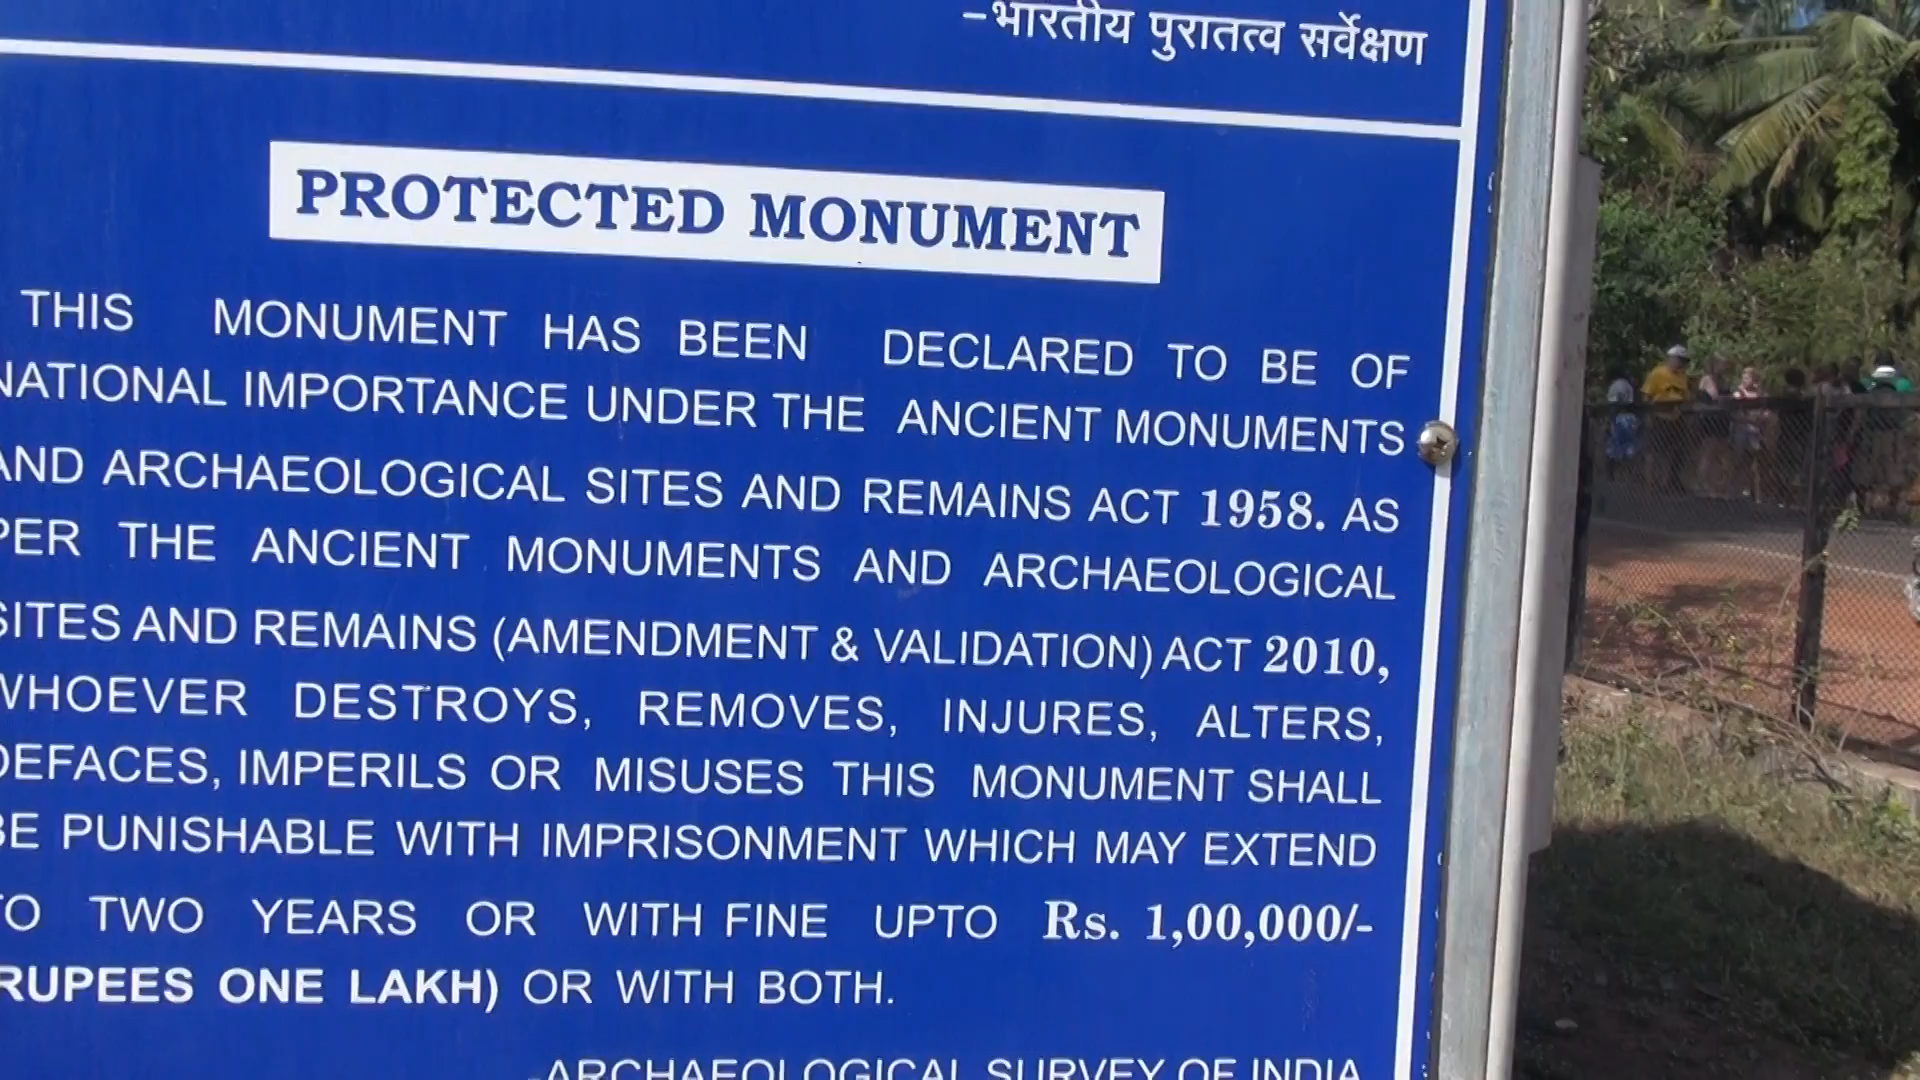 –भारतीय पुरातत्व सर्वेक्षण
PROTECTED MONUMENT
THIS MONUMENT HAS BEEN DECLARED TO BE OF
NATIONAL IMPORTANCE UNDER THE ANCIENT MONUMENTS
AND ARCHAEOLOGICAL SITES AND REMAINS ACT 1958. AS
PER THE ANCIENT MONUMENTS AND ARCHAEOLOGICAL
SITES AND REMAINS (AMENDMENT & VALIDATION) ACT 2010,
WHOEVER DESTROYS, REMOVES, INJURES, ALTERS,
DEFACES, IMPERILS OR MISUSES THIS MONUMENT SHALL
BE PUNISHABLE WITH IMPRISONMENT WHICH MAY EXTEND
TO TWO YEARS OR WITH FINE UPTO Rs. 1,00,000/-
RUPEES ONE LAKH) OR WITH BOTH.
-ARCHAEOLOGICAL SURVEY OF INDIA